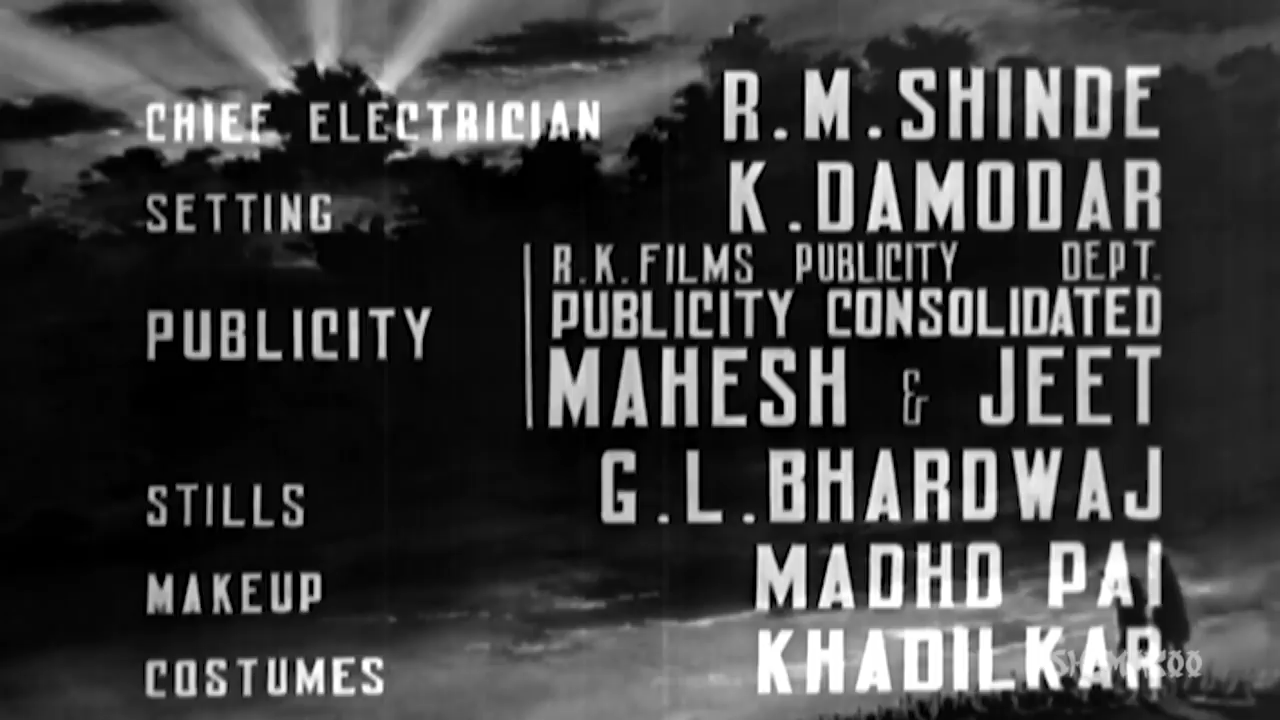 CHIEF ELECTRICIAN R.M.SHINDE
SETTING K.DAMODAR
R.K.FILMS PUBLICITY DEPT.
PUBLICITY PUBLICITY CONSOLIDATED
MAHESH & JEET
STILLS G.L.BHARDWAJ
MAKEUP MADHO PAI
COSTUMES KHADILKAR
SHEMAROO